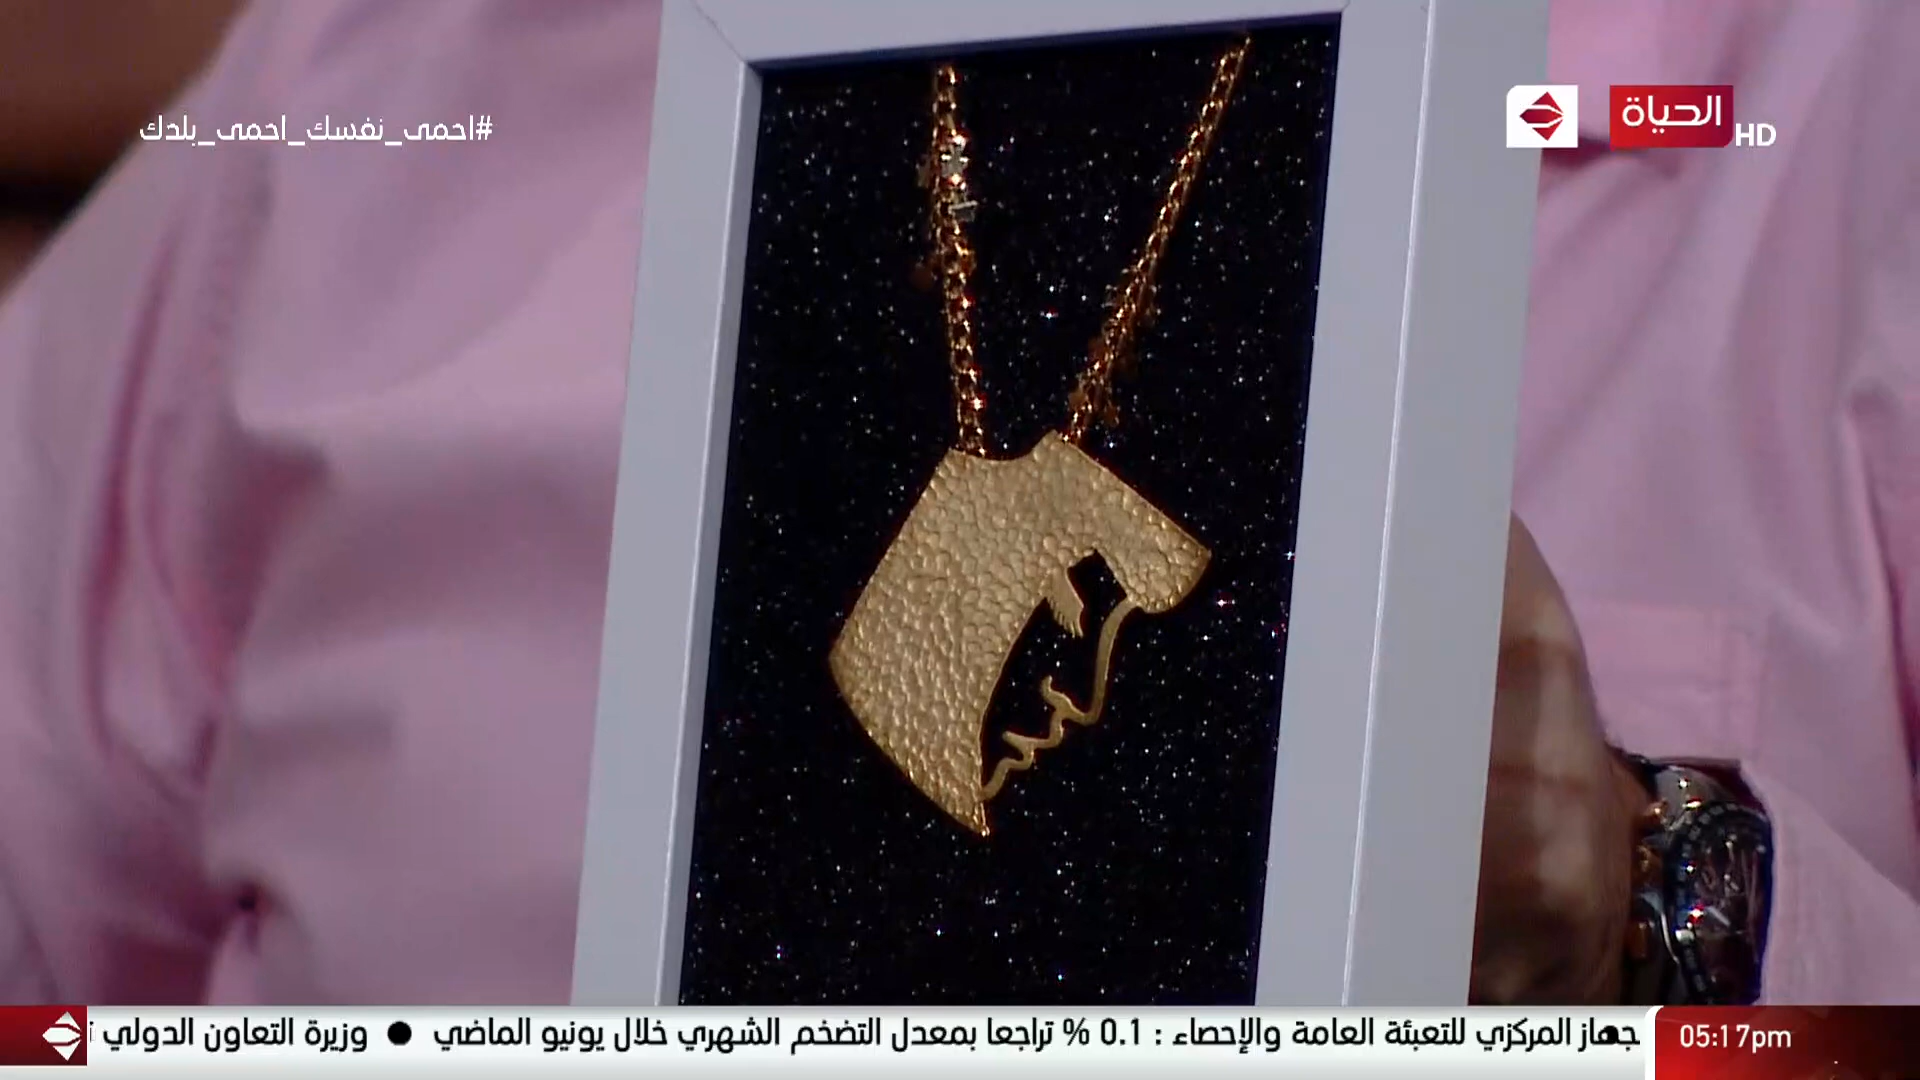 #احمى_نفسك_احمى_بلدك
الحياة HD
جهاز المركزي للتعبئة العامة والإحصاء : 0.1 % تراجعا بمعدل التضخم الشهري خلال يونيو الماضي ● وزيرة التعاون الدولي
05:17pm